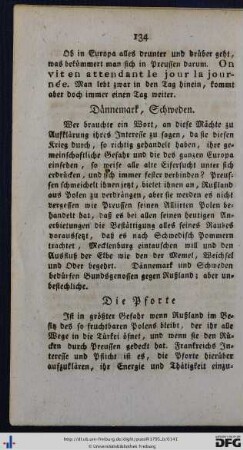 134
Ob in Europa alles drunter und drüber geht,
was bekümmert man sich in Preussen darum. On
vit en attendant le jour la jour-
née. Man lebt zwar in den Tag hinein, kommt
aber doch immer einen Tag weiter.
Dännemark, Schweden.
Wer brauchte ein Wort, an diese Mächte zu
Aufklärung ihres Interesse zu sagen, da sie diesen
Krieg durch, so richtig gehandelt haben, ihre ge-
meinschaftliche Gefahr und die des ganzen Europa
einsehen, so weise alle alte Eifersucht unter sich
erdrücken, und sich immer fester verbinden? Preus-
sen schmeichelt ihnen jetzt, bietet ihnen an, Rußland
aus Polen zu verdrängen, aber sie werden es nicht
vergessen wie Preussen seinen Alliirten Polen be-
handelt hat, daß es bei allen seinen heutigen An-
erbietungen die Bestättigung alles seines Raubes
voraussetzt, daß es nach Schwedisch Pommern
trachtet, Mecklenburg eintauschen will und den
Ausfluß der Elbe wie den der Memel, Weichsel
und Oder begehrt. Dännemark und Schweden
bedürfen Bundsgenossen gegen Rußland; aber un-
bestechliche.
Die Pforte
Ist in größter Gefahr wenn Rußland im Be-
sitz des so fruchtbaren Polens bleibt, der ihr alle
Wege in die Türkei öfnet, und wenn sie den Rü-
cken durch Preussen gedeckt hat. Frankreichs In-
teresse und Pflicht ist es, die Pforte hierüber
aufzuklären, ihr Energie und Thätigkeit einzu-
© Universitätsbibliothek Freiburg